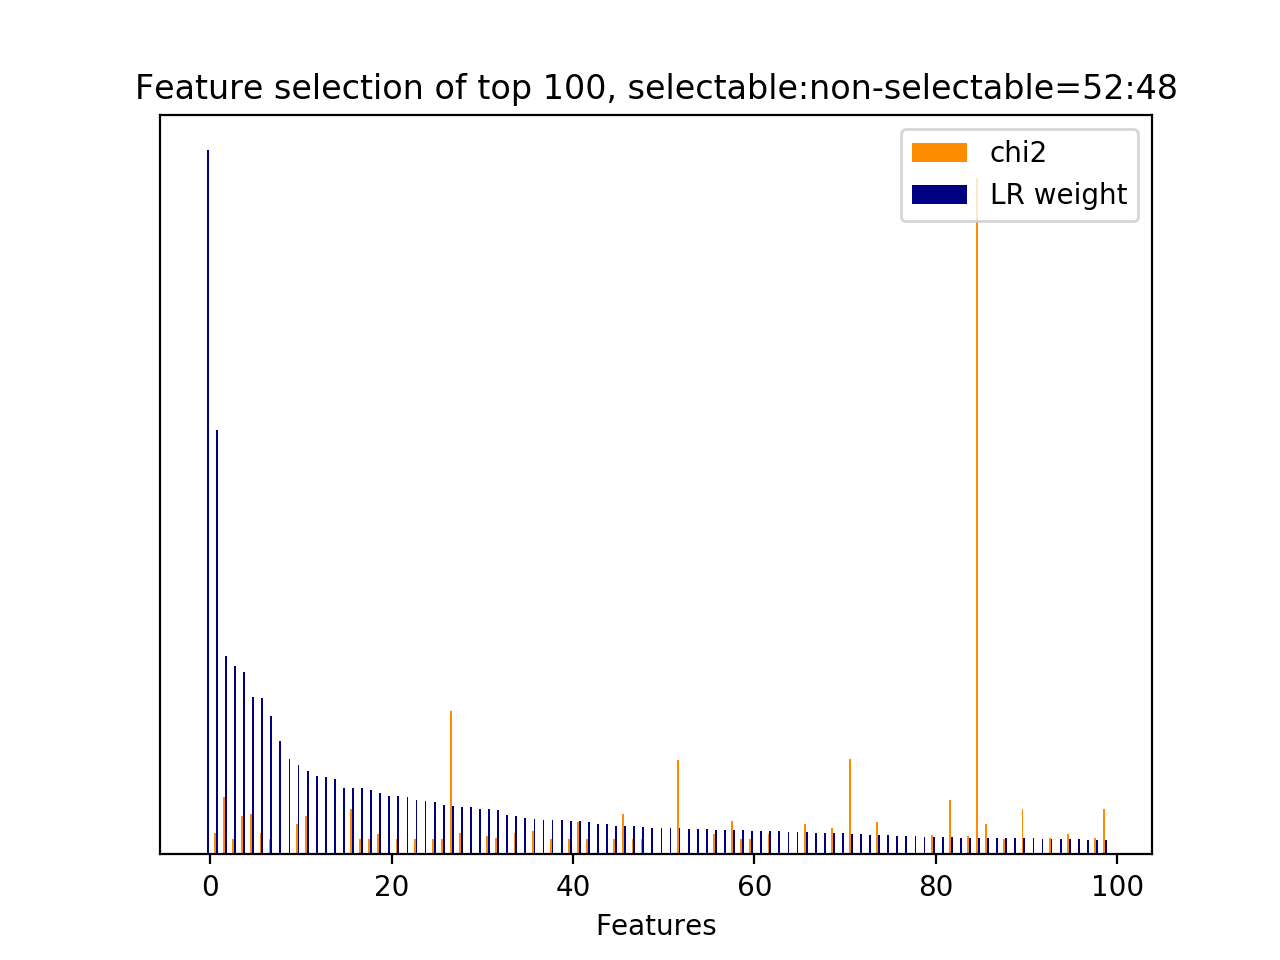 Feature selection of top 100, selectable:non-selectable=52:48
chi2
LR weight
0 20 40 60 80 100
Features